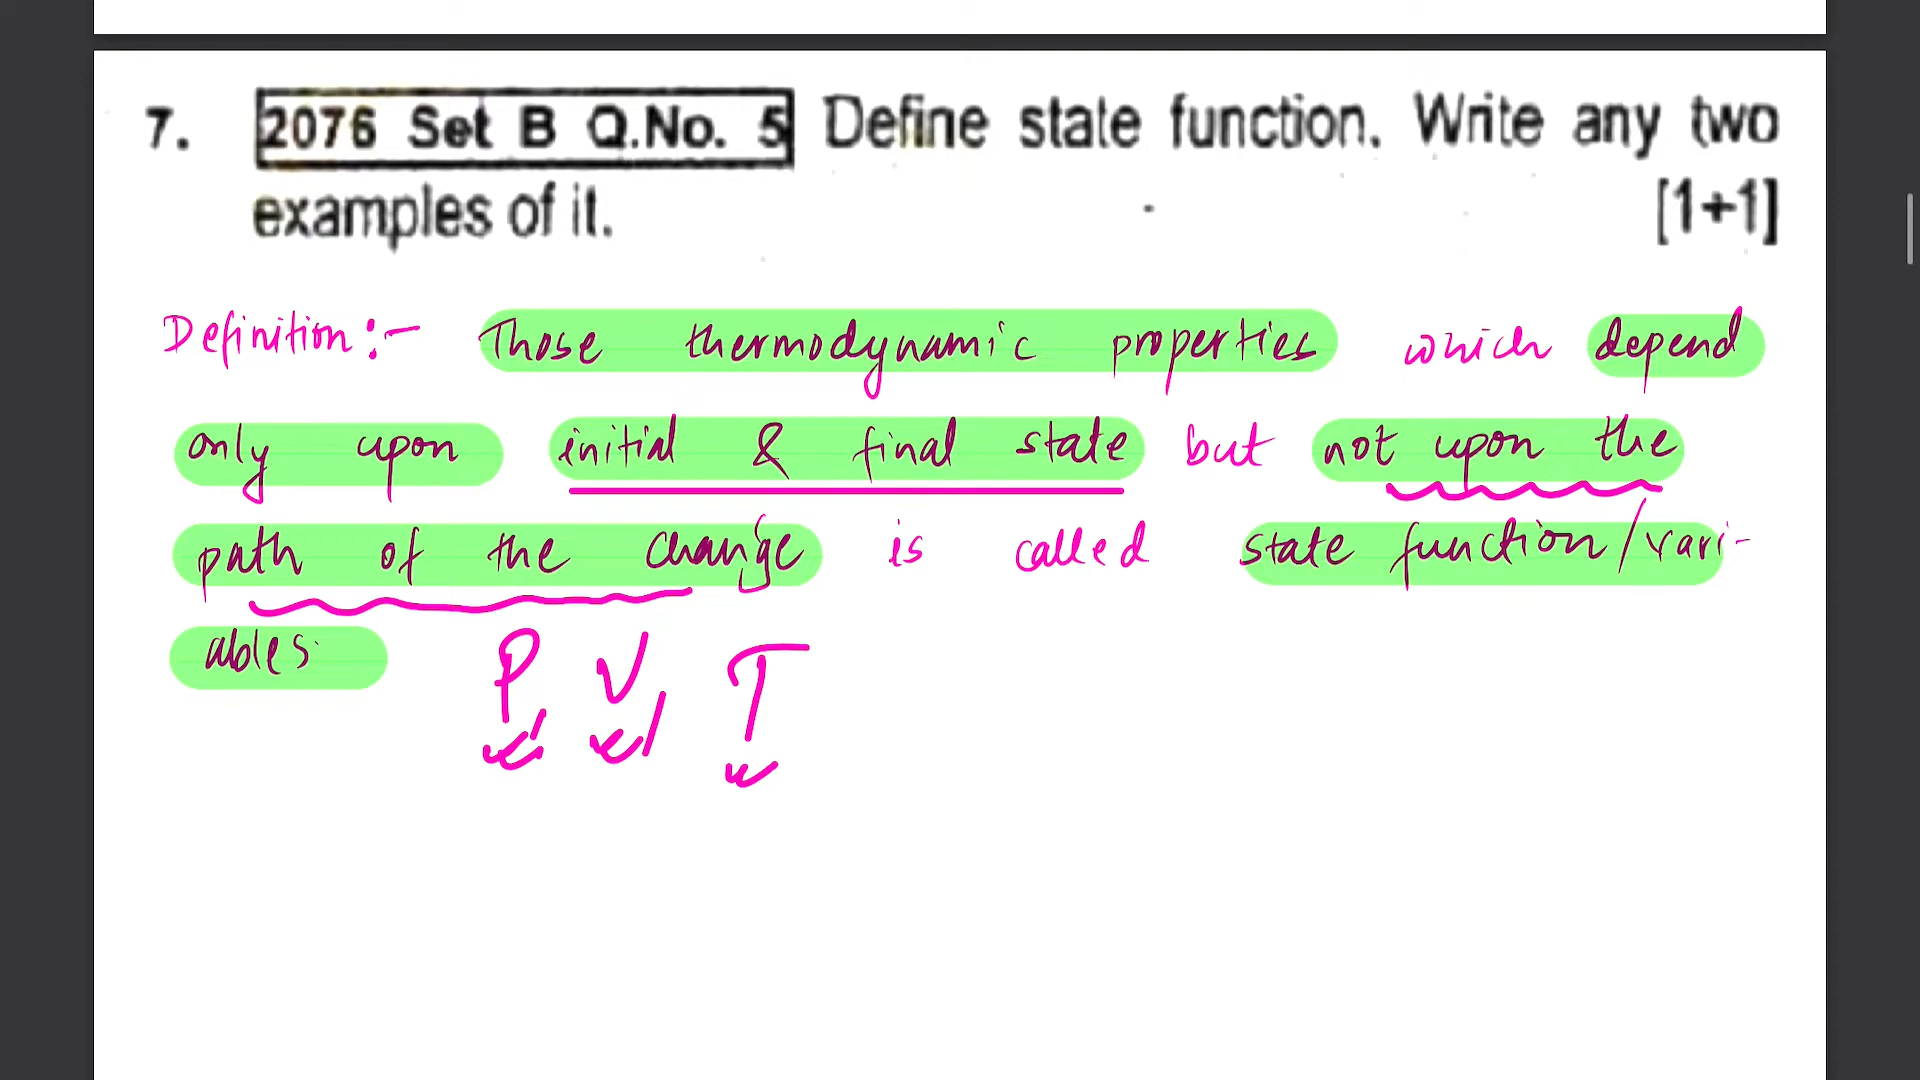 7. 2076 Set B Q.No. 5 Define state function. Write any two
examples of it. [1+1]
Definition:- Those thermodynamic properties which depend
only upon initial & final state but not upon the
path of the change is called state function/vari-
ables.
P V T